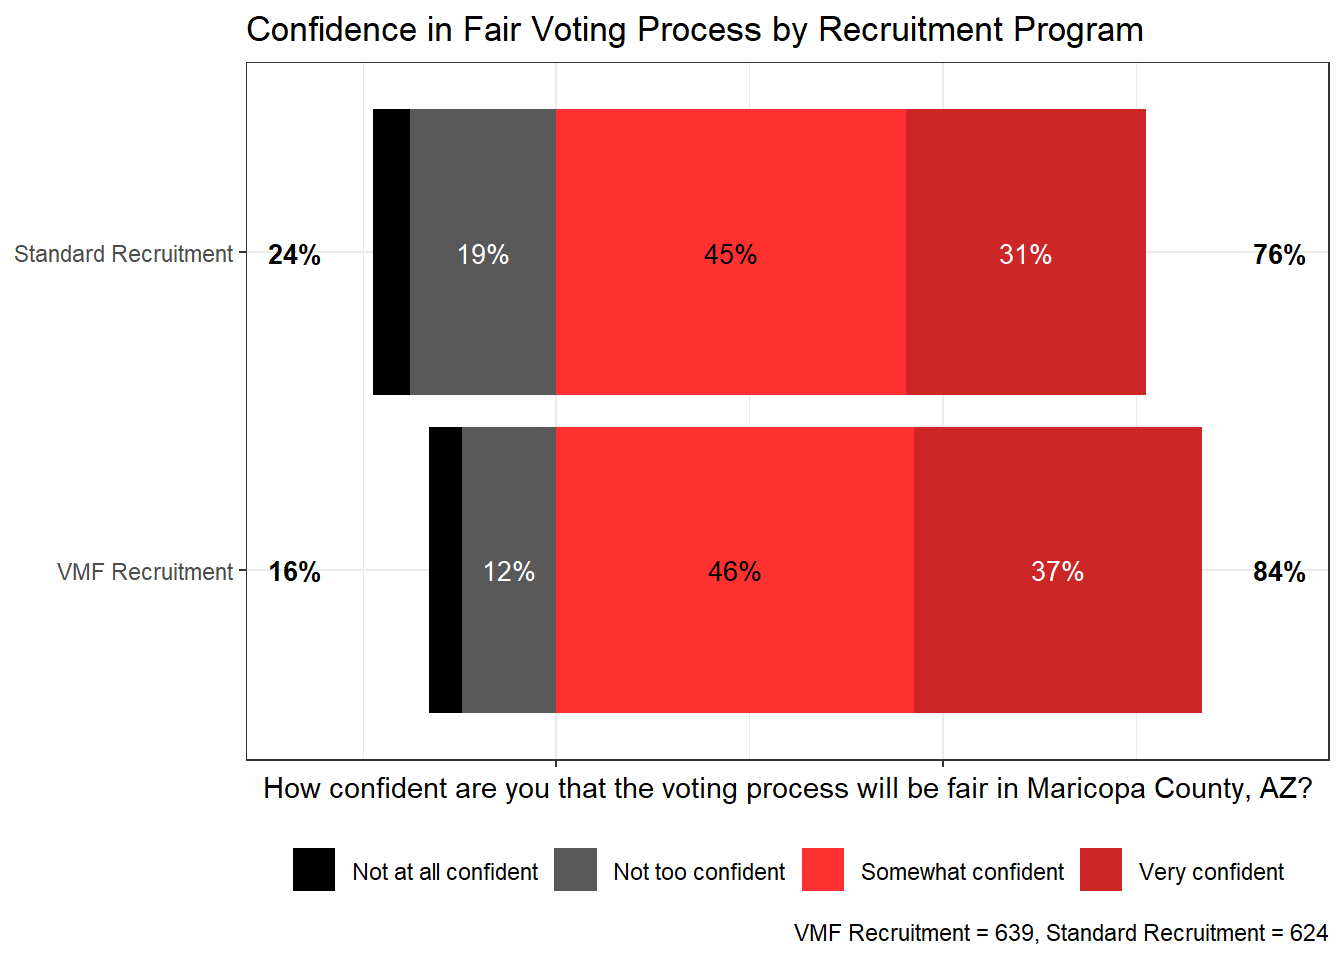 Confidence in Fair Voting Process by Recruitment Program
Standard Recruitment 24% 19% 45% 31% 76%
VMF Recruitment 16% 12% 46% 37% 84%
How confident are you that the voting process will be fair in Maricopa County, AZ?
Not at all confident Not too confident Somewhat confident Very confident
VMF Recruitment = 639, Standard Recruitment = 624